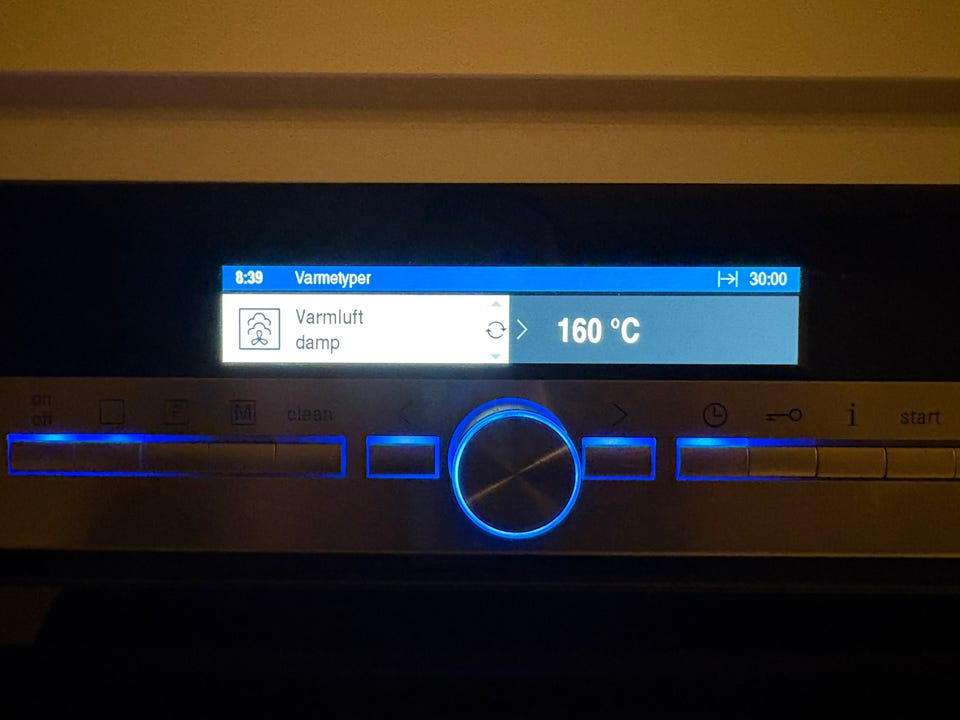 8:39 Varmetyper 30:00
Varmluft
damp
160 °C
on
off
P
M
clean
i
start